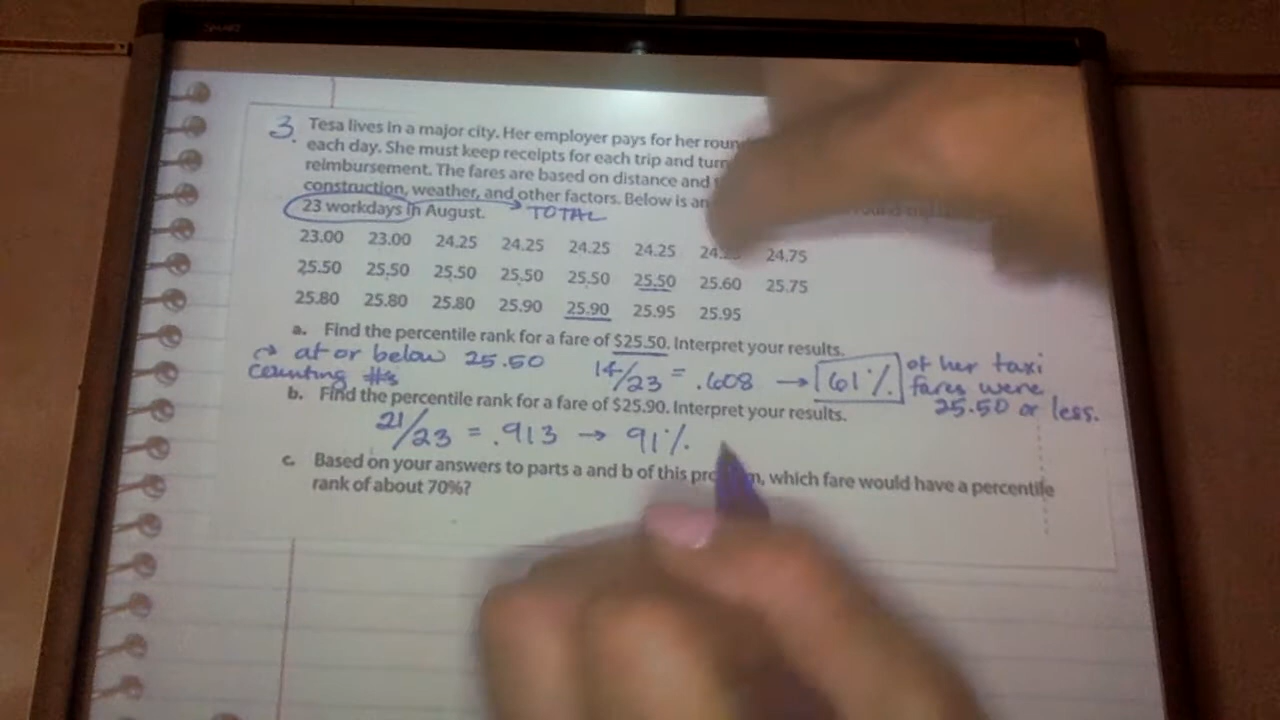 3. Tesa lives in a major city. Her employer pays for her
each day. She must keep receipts for each trip and
reimbursement. The fares are based on distance and
construction, weather, and other factors. Below is an
23 workdays in August. → TOTAL
23.00 23.00 24.25 24.25 24.25 24.25 24.75
25.50 25.50 25.50 25.50 25.50 25.50 25.60 25.75
25.80 25.80 25.80 25.90 25.90 25.95 25.95
a. Find the percentile rank for a fare of $25.50. Interpret your results.
→ at or below 25.50 14/23 = .608 → 61% of her taxi
counting #s fares were
25.50 or less.
b. Find the percentile rank for a fare of $25.90. Interpret your results.
21/23 = .913 → 91%
c. Based on your answers to parts a and b of this which fare would have a percentile
rank of about 70%?